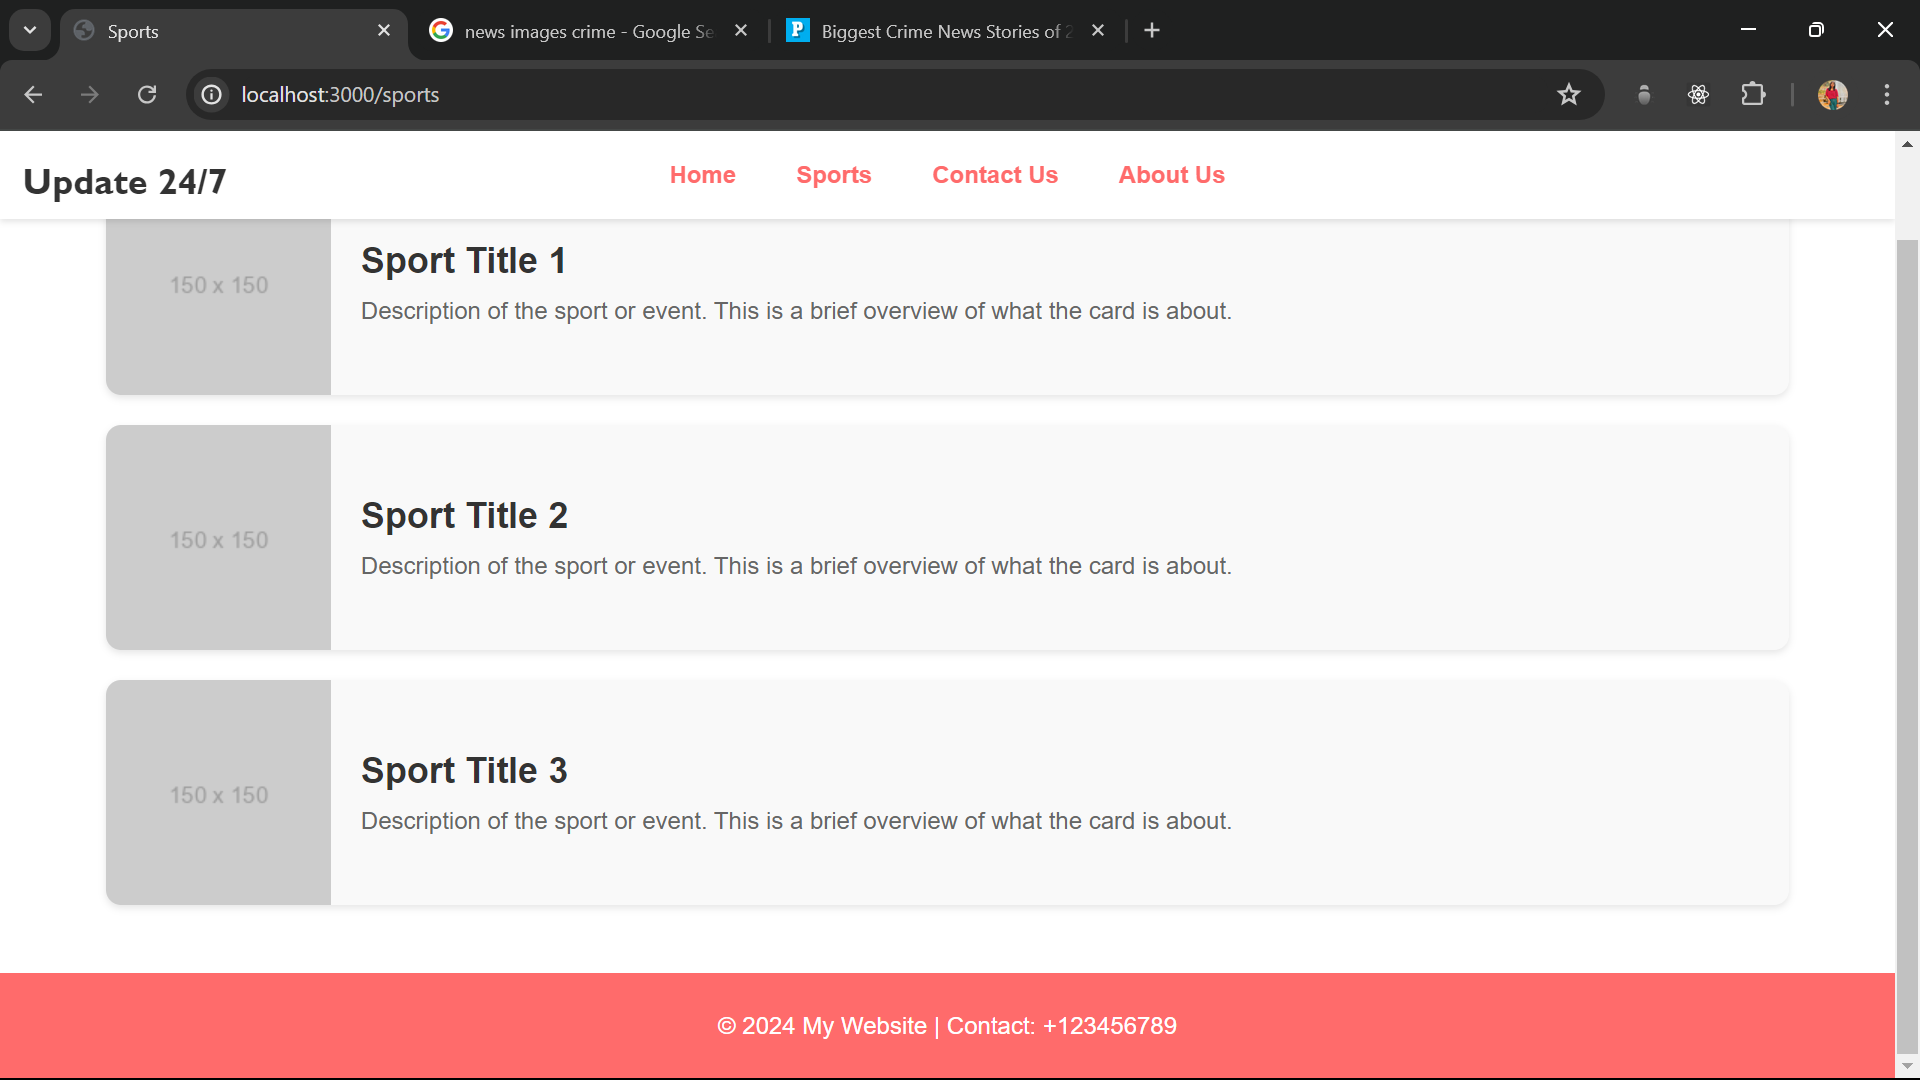 Sports
news images crime - Google Se
Biggest Crime News Stories of 2
localhost:3000/sports
Update 24/7
Home Sports Contact Us About Us
150 x 150
Sport Title 1
Description of the sport or event. This is a brief overview of what the card is about.
150 x 150
Sport Title 2
Description of the sport or event. This is a brief overview of what the card is about.
150 x 150
Sport Title 3
Description of the sport or event. This is a brief overview of what the card is about.
© 2024 My Website | Contact: +123456789